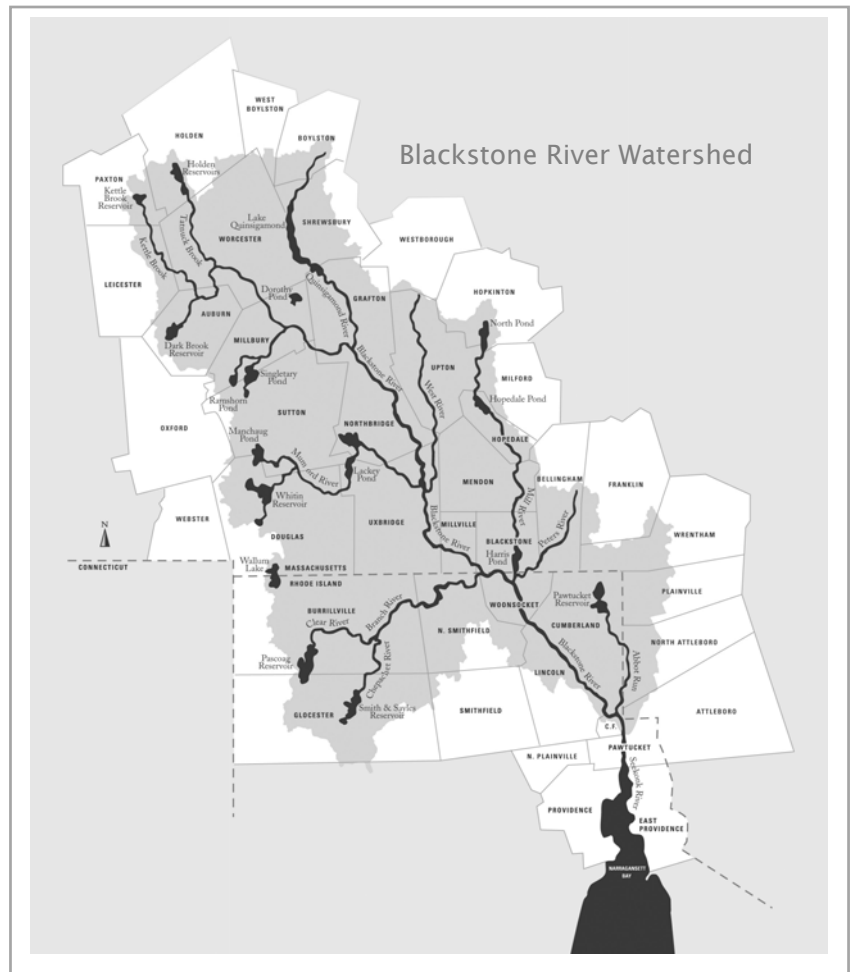 WEST
BOYLSTON
HOLDEN
BOYLSTON
Blackstone River Watershed
PAXTON
Holden
Reservoirs
Kettle
Brook
Reservoir
Lake
Quinsigamond
SHREWSBURY
Tatnuck Brook
WORCESTER
WESTBOROUGH
Kettle Brook
LEICESTER
HOPKINTON
Dorothy
Pond
Quinsigamond River
GRAFTON
AUBURN
North Pond
MILLBURY
Dark Brook
Reservoir
Blackstone River
UPTON
Singletary
Pond
MILFORD
Ramshorn
Pond
West River
Hopedale Pond
SUTTON
OXFORD
NORTHBRIDGE
Manchaug
Pond
HOPEDALE
Mumford River
Lackey
Pond
MENDON
BELLINGHAM
FRANKLIN
Whitin
Reservoir
Mill River
WEBSTER
UXBRIDGE
MILLVILLE
Blackstone River
Peters River
N
DOUGLAS
BLACKSTONE
WRENTHAM
Harris
Pond
CONNECTICUT
Wallum
Lake
MASSACHUSETTS
RHODE ISLAND
PLAINVILLE
Pawtucket
Reservoir
WOONSOCKET
BURRILLVILLE
Clear River
Branch River
CUMBERLAND
N. SMITHFIELD
NORTH ATTLEBORO
Pascoag
Reservoir
Chepachet River
Blackstone River
Abbot Run
LINCOLN
GLOCESTER
Smith & Sayles
Reservoir
SMITHFIELD
ATTLEBORO
C.F.
PAWTUCKET
N. PLAINVILLE
Seekonk River
PROVIDENCE
EAST
PROVIDENCE
NARRAGANSETT
BAY